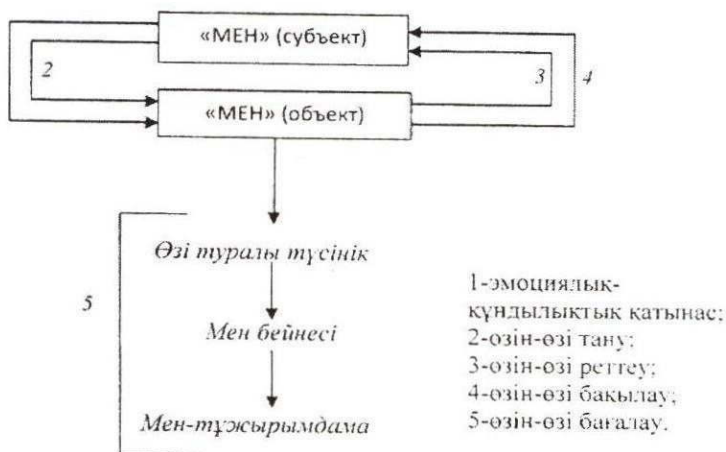 «МЕН» (субъект)
2
3
4
«МЕН» (объект)
Өзі туралы түсінік
5
Мен бейнесі
Мен-тұжырымдама
1-эмоциялық-
құндылықтық қатынас;
2-өзін-өзі тану;
3-өзін-өзі реттеу;
4-өзін-өзі бақылау;
5-өзін-өзі бағалау.